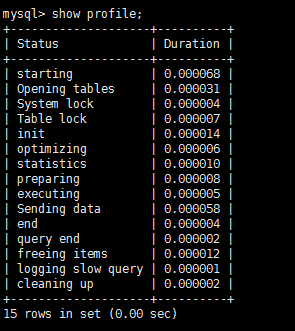 mysql> show profile;
+--------------------+----------+
| Status             | Duration |
+--------------------+----------+
| starting           | 0.000068 |
| Opening tables     | 0.000031 |
| System lock        | 0.000004 |
| Table lock         | 0.000007 |
| init               | 0.000014 |
| optimizing         | 0.000006 |
| statistics         | 0.000010 |
| preparing          | 0.000008 |
| executing          | 0.000005 |
| Sending data       | 0.000058 |
| end                | 0.000004 |
| query end          | 0.000002 |
| freeing items      | 0.000012 |
| logging slow query | 0.000001 |
| cleaning up        | 0.000002 |
+--------------------+----------+
15 rows in set (0.00 sec)